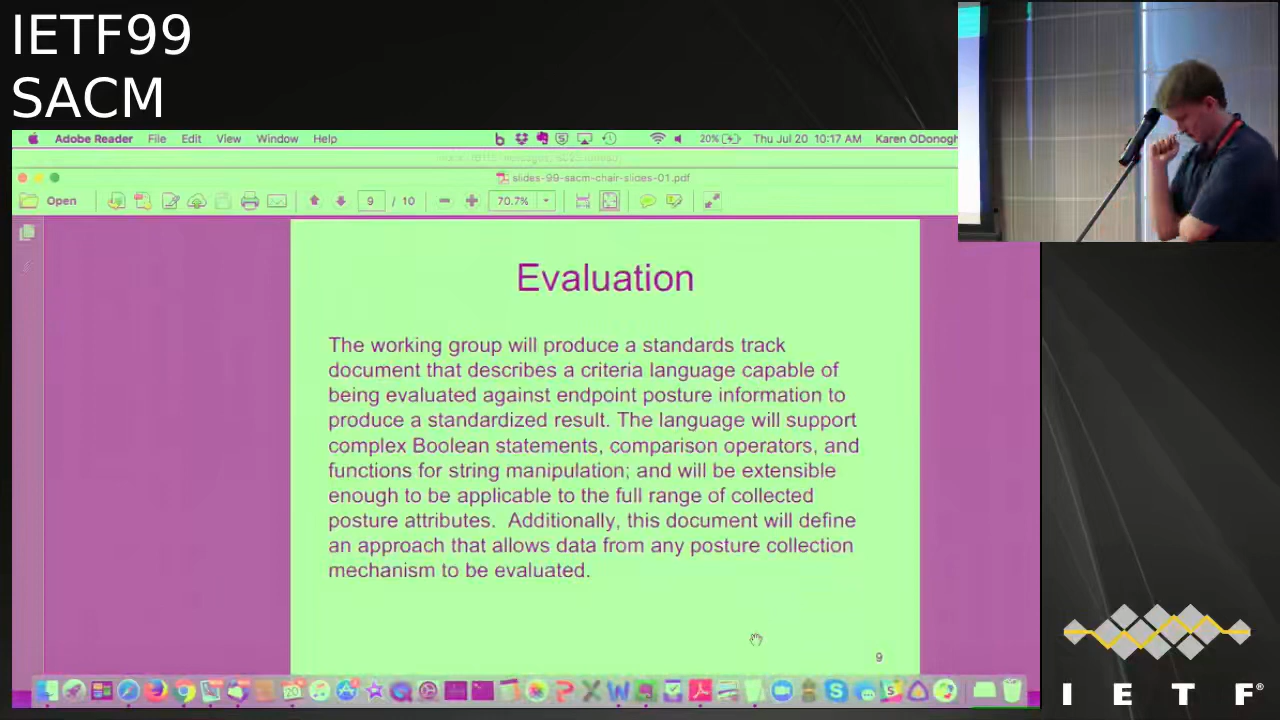 IETF99
SACM
Adobe Reader File Edit View Window Help 20% Thu Jul 20 10:17 AM Karen ODonogh
slides-99-sacm-chair-slides-01.pdf
Open 9 / 10 70.7%
Evaluation
The working group will produce a standards track
document that describes a criteria language capable of
being evaluated against endpoint posture information to
produce a standardized result. The language will support
complex Boolean statements, comparison operators, and
functions for string manipulation; and will be extensible
enough to be applicable to the full range of collected
posture attributes. Additionally, this document will define
an approach that allows data from any posture collection
mechanism to be evaluated.
9
20
I E T F®